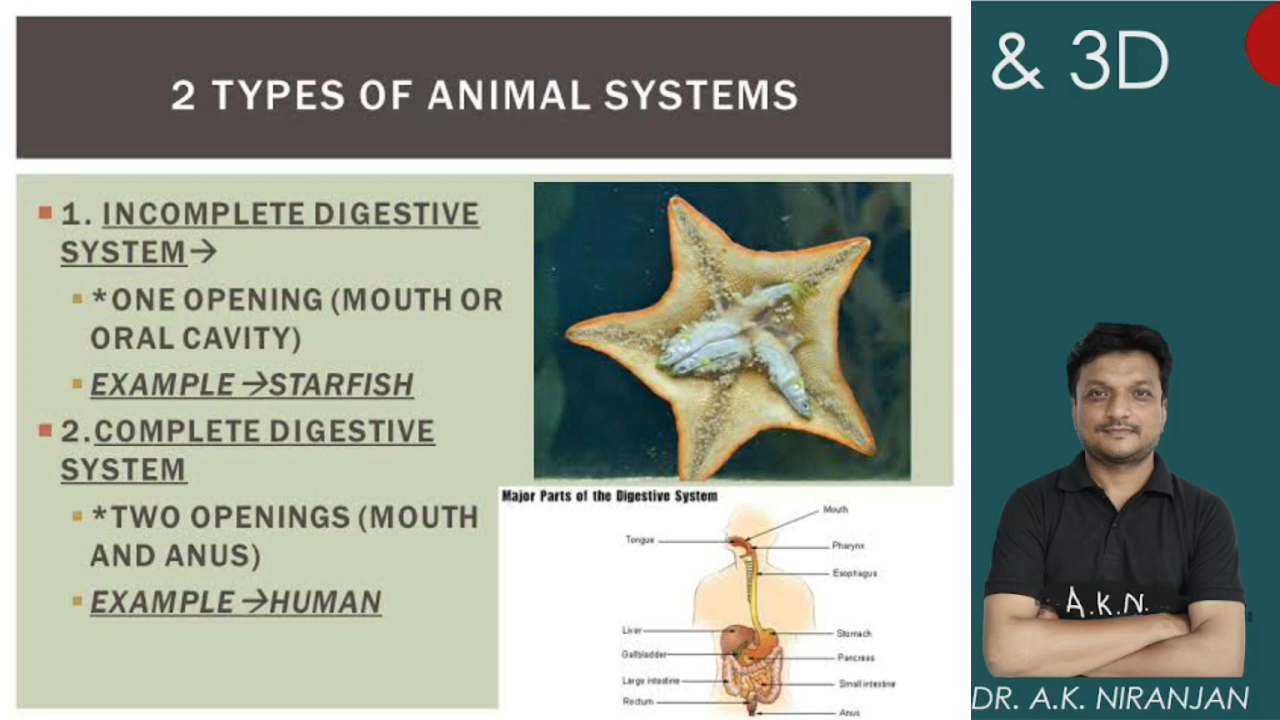 2 TYPES OF ANIMAL SYSTEMS
1. INCOMPLETE DIGESTIVE
SYSTEM→
*ONE OPENING (MOUTH OR
ORAL CAVITY)
EXAMPLE→STARFISH
2.COMPLETE DIGESTIVE
SYSTEM
*TWO OPENINGS (MOUTH
AND ANUS)
EXAMPLE→HUMAN
Major Parts of the Digestive System
Mouth
Tongue
Pharynx
Esophagus
Liver
Stomach
Gallbladder
Pancreas
Large intestine
Small intestine
Rectum
Anus
& 3D
A.K.N.
DR. A.K. NIRANJAN